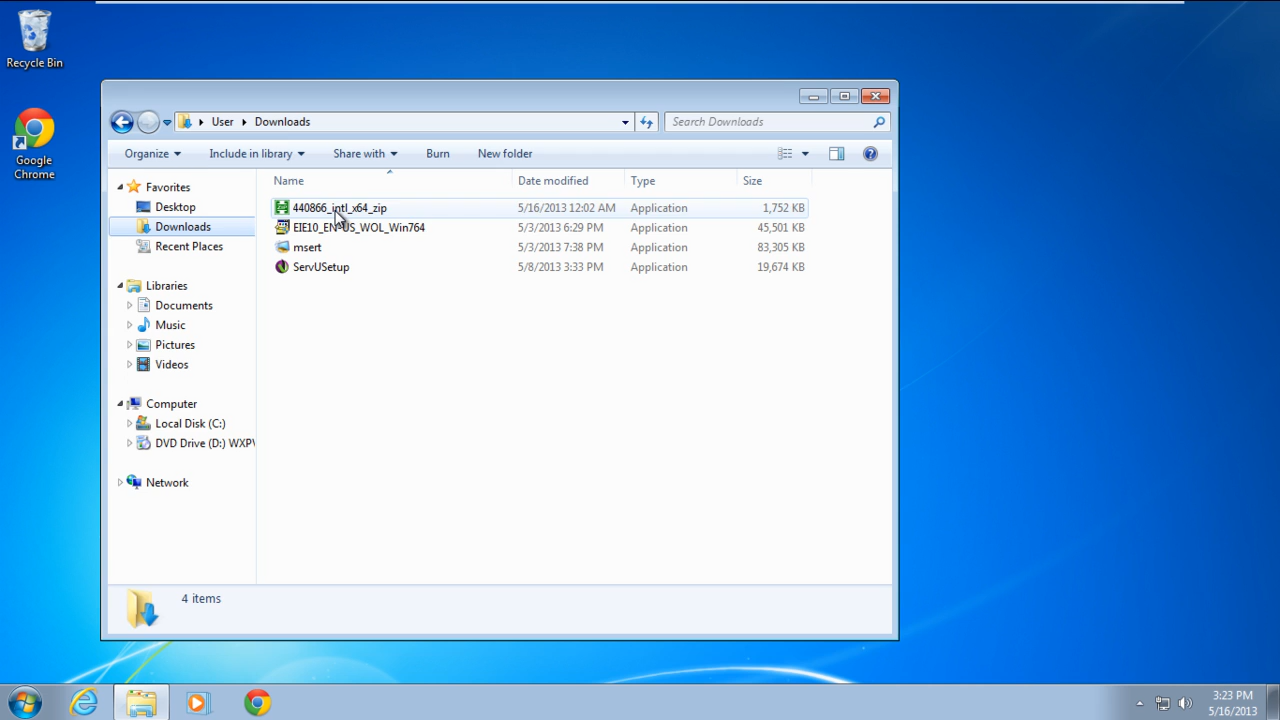 Recycle Bin
Google
Chrome
User Downloads
Search Downloads
Organize Include in library Share with Burn New folder
Name Date modified Type Size
Favorites
Desktop
Downloads
Recent Places
Libraries
Documents
Music
Pictures
Videos
Computer
Local Disk (C:)
DVD Drive (D:) WXPV
Network
440866_intl_x64_zip 5/16/2013 12:02 AM Application 1,752 KB
EIE10_EN-US_WOL_Win764 5/3/2013 6:29 PM Application 45,501 KB
msert 5/3/2013 7:38 PM Application 83,305 KB
ServUSetup 5/8/2013 3:33 PM Application 19,674 KB
4 items
3:23 PM
5/16/2013